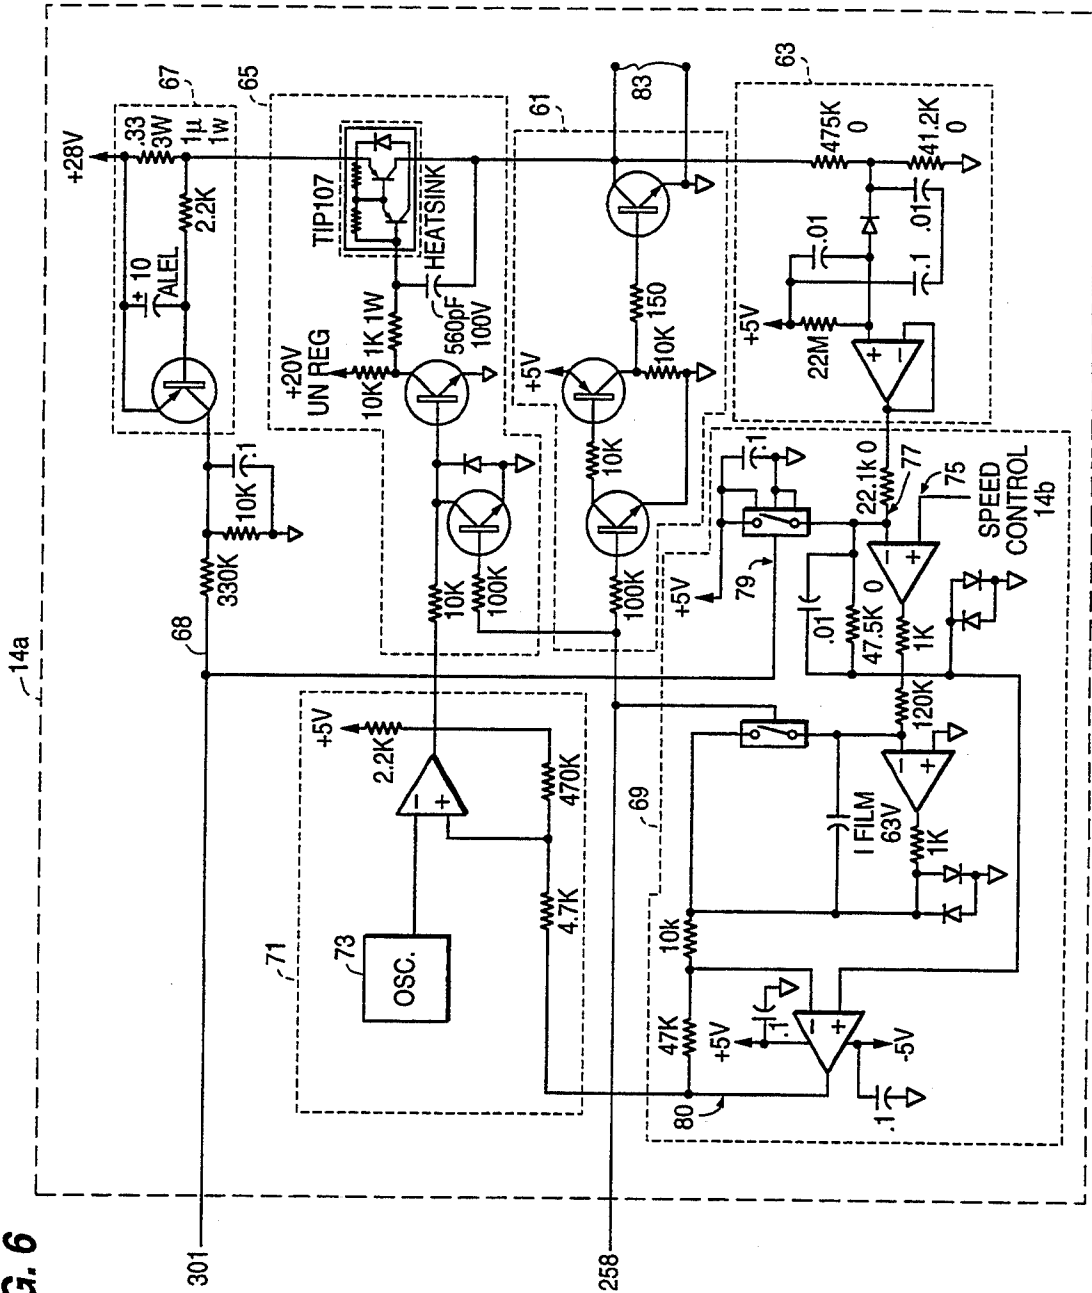 G. 6
14a
67
+28V
.33
3W
1µ
1w
2.2K
+ 10
ALEL
.1
10K
330K
68
301
65
TIP107
HEATSINK
+20V
UN REG
10K
1K 1W
560pF
100V
10K
100K
61
83
+5V
150
10K
10K
100K
258
63
475K
0
41.2K
0
.01
.01
.1
+5V
22M
71
73
OSC.
+5V
2.2K
470K
4.7K
69
+5V
.1
79
22.1k 0
77
75
SPEED
CONTROL
14b
.01
47.5K
0
1K
120K
I FILM
63V
1K
10k
47K
+5V
.1
-5V
.1
80